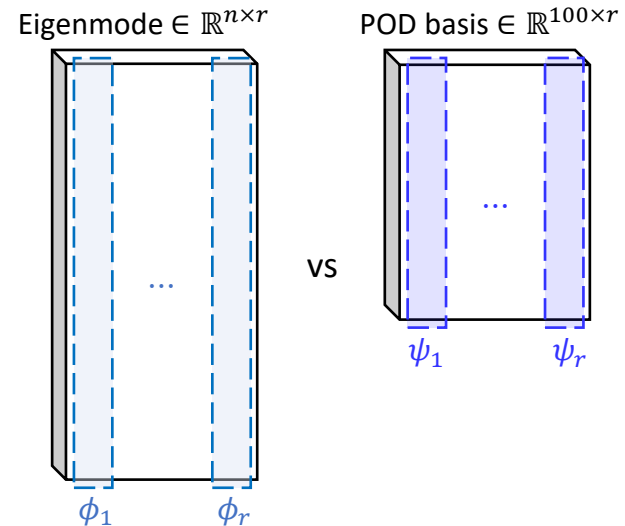 Eigenmode ∈ ℝ^{n×r} POD basis ∈ ℝ^{100×r}
... ...
vs
ψ_1 ψ_r
ϕ_1 ϕ_r